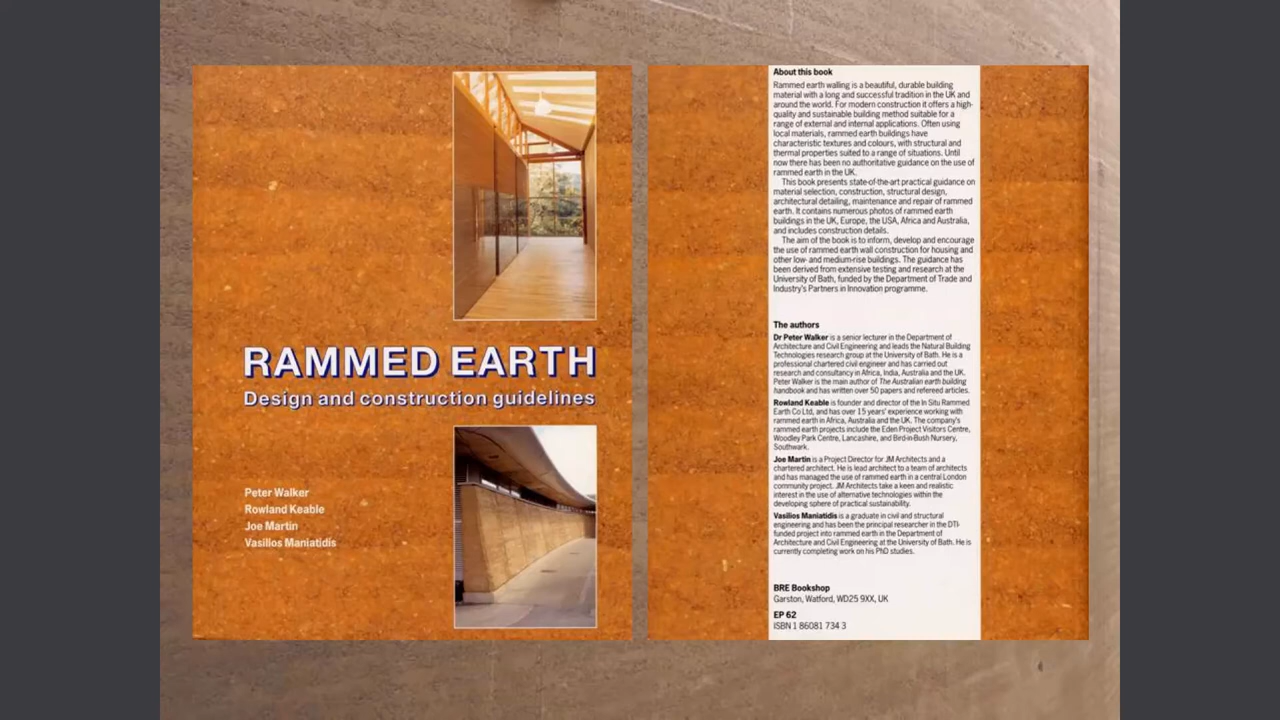 RAMMED EARTH
Design and construction guidelines
Peter Walker
Rowland Keable
Joe Martin
Vasilios Maniatidis
About this book
Rammed earth walling is a beautiful, durable building
material with a long and successful tradition in the UK and
around the world. For modern construction it offers a high-
quality and sustainable building method suitable for a
range of external and internal applications. Often using
local materials, rammed earth buildings have
characteristic textures and colours, with structural and
thermal properties suited to a range of situations. Until
now there has been no authoritative guidance on the use of
rammed earth in the UK.
This book presents state-of-the-art practical guidance on
material selection, construction, structural design,
architectural detailing, maintenance and repair of rammed
earth. It contains numerous photos of rammed earth
buildings in the UK, Europe, the USA, Africa and Australia,
and includes construction details.
The aim of the book is to inform, develop and encourage
the use of rammed earth wall construction for housing and
other low- and medium-rise buildings. The guidance has
been derived from extensive testing and research at the
University of Bath, funded by the Department of Trade and
Industry's Partners in Innovation programme.
The authors
Dr Peter Walker is a senior lecturer in the Department of
Architecture and Civil Engineering and leads the Natural Building
Technologies research group at the University of Bath. He is a
professional chartered civil engineer and has carried out
research and consultancy in Africa, India, Australia and the UK.
Peter Walker is the main author of The Australian earth building
handbook and has written over 50 papers and refereed articles.
Rowland Keable is founder and director of the In Situ Rammed
Earth Co Ltd, and has over 15 years' experience working with
rammed earth in Africa, Australia and the UK. The company's
rammed earth projects include the Eden Project Visitors Centre,
Woodley Park Centre, Lancashire, and Bird-in-Bush Nursery,
Southwark.
Joe Martin is a Project Director for JM Architects and a
chartered architect. He is lead architect to a team of architects
and has managed the use of rammed earth in a central London
community project. JM Architects take a keen and realistic
interest in the use of alternative technologies within the
developing sphere of practical sustainability.
Vasilios Maniatidis is a graduate in civil and structural
engineering and has been the principal researcher in the DTI-
funded project into rammed earth in the Department of
Architecture and Civil Engineering at the University of Bath. He is
currently completing work on his PhD studies.
BRE Bookshop
Garston, Watford, WD25 9XX, UK
EP 62
ISBN 1 86081 734 3